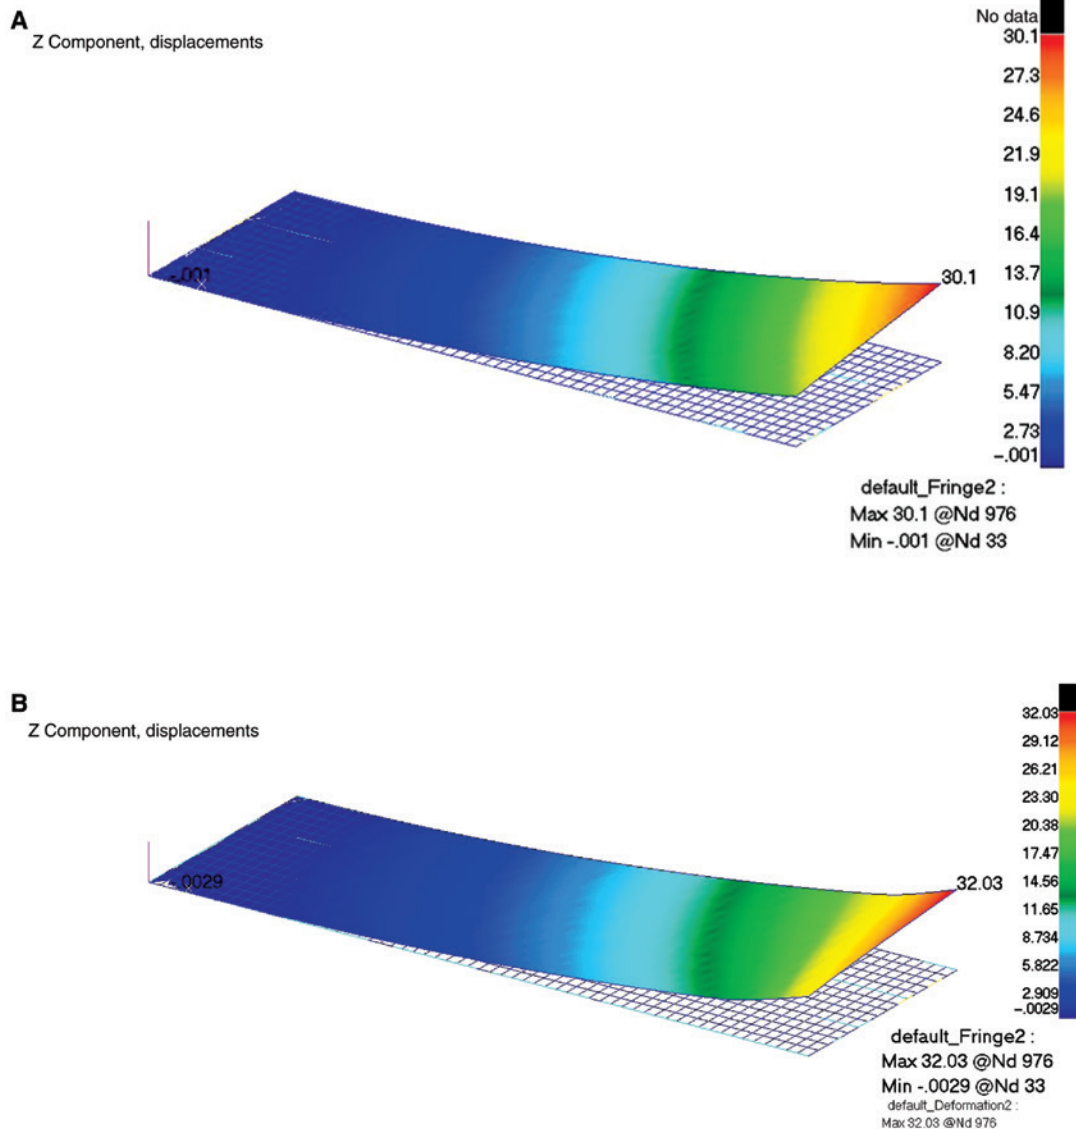 A
Z Component, displacements
No data
30.1
27.3
24.6
21.9
19.1
16.4
13.7
10.9
8.20
5.47
2.73
-.001
-.001
30.1
default_Fringe2 :
Max 30.1 @Nd 976
Min -.001 @Nd 33
B
Z Component, displacements
32.03
29.12
26.21
23.30
20.38
17.47
14.56
11.65
8.734
5.822
2.909
-.0029
-.0029
32.03
default_Fringe2 :
Max 32.03 @Nd 976
Min -.0029 @Nd 33
default_Deformation2 :
Max 32.03 @Nd 976